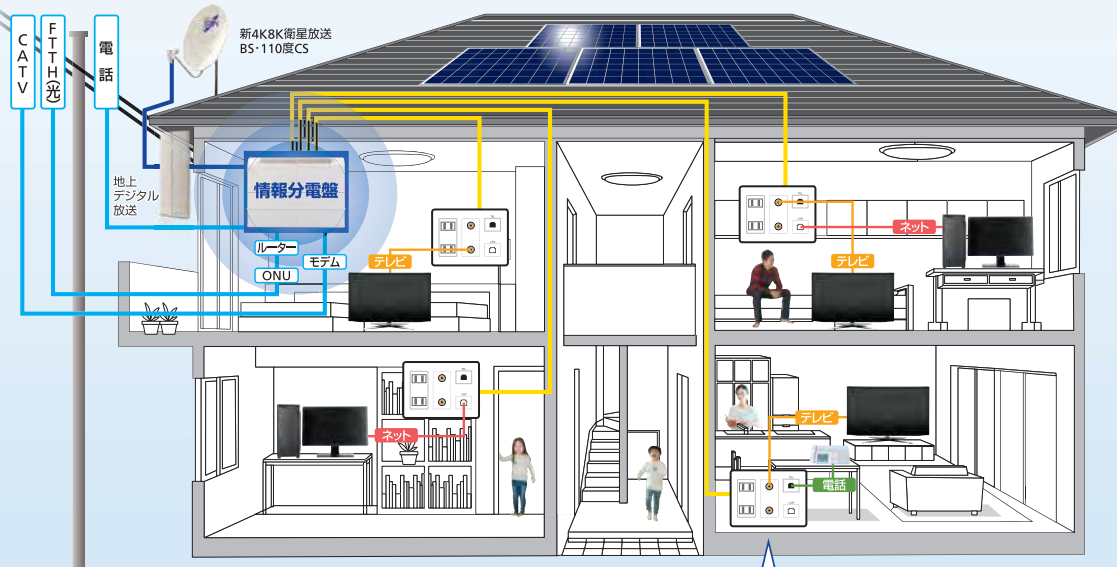 CATV
FTTH(光)
電話
新4K8K衛星放送
BS・110度CS
地上
デジタル
放送
情報分電盤
ルーター
ONU
モデム
テレビ
ネット
テレビ
ネット
テレビ
電話